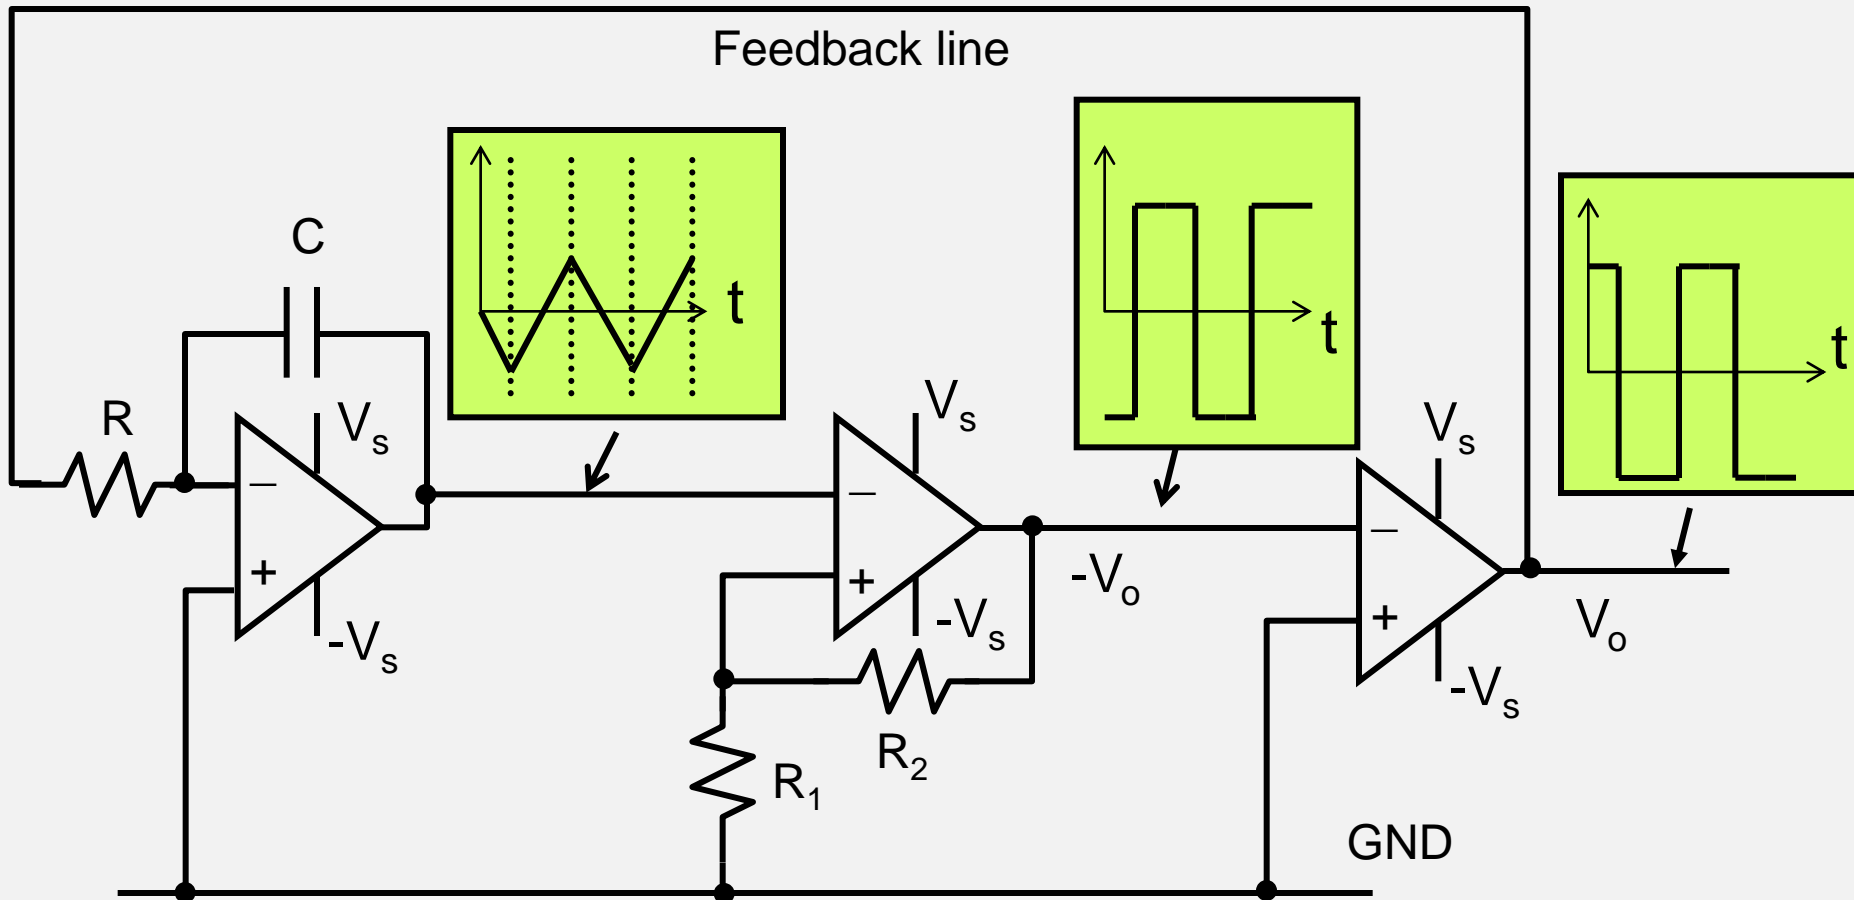 Feedback line
C
R
Vs
-Vs
−
+
t
Vs
-Vs
−
+
R2
R1
-Vo
t
Vs
-Vs
−
+
Vo
t
GND